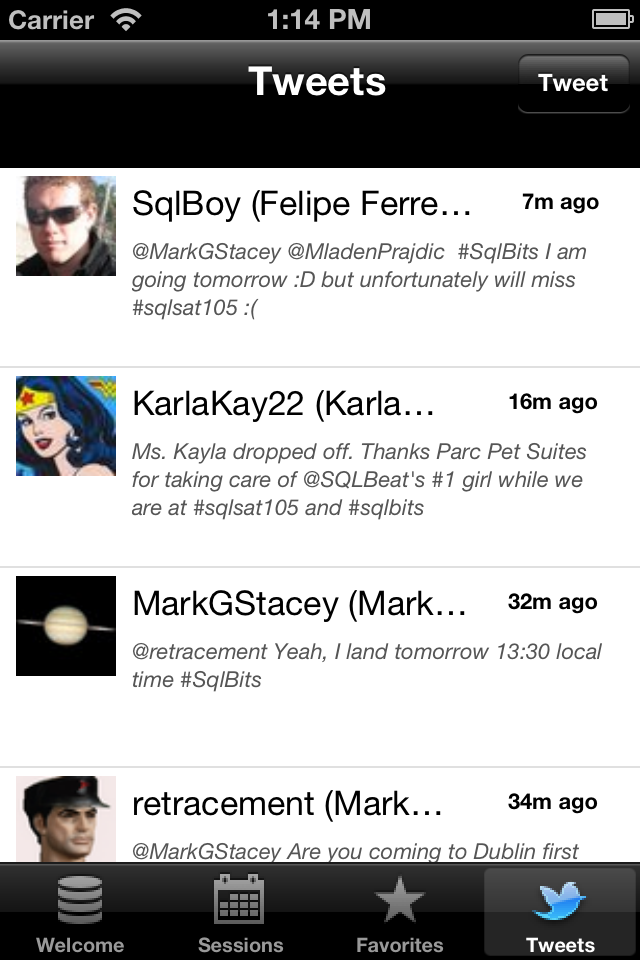 Carrier 1:14 PM
Tweets
Tweet
SqlBoy (Felipe Ferre... 7m ago
@MarkGStacey @MladenPrajdic  #SqlBits I am
going tomorrow :D but unfortunately will miss
#sqlsat105 :(
KarlaKay22 (Karla... 16m ago
Ms. Kayla dropped off. Thanks Parc Pet Suites
for taking care of @SQLBeat's #1 girl while we
are at #sqlsat105 and #sqlbits
MarkGStacey (Mark... 32m ago
@retracement Yeah, I land tomorrow 13:30 local
time #SqlBits
retracement (Mark... 34m ago
@MarkGStacey Are you coming to Dublin first
Welcome Sessions Favorites Tweets